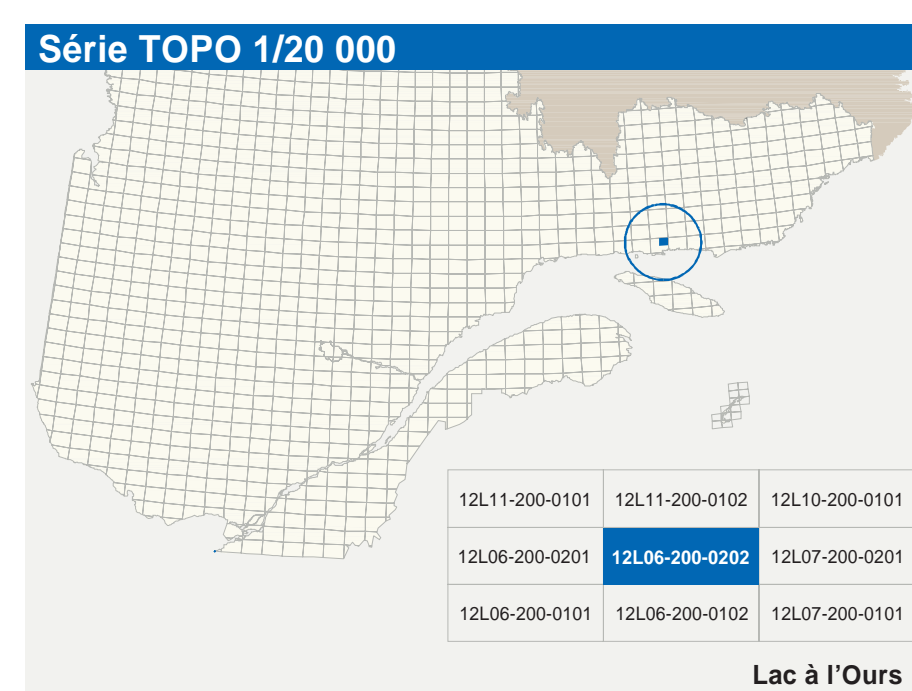 Série TOPO 1/20 000
12L11-200-0101 12L11-200-0102 12L10-200-0101
12L06-200-0201 12L06-200-0202 12L07-200-0201
12L06-200-0101 12L06-200-0102 12L07-200-0101
Lac à l’Ours